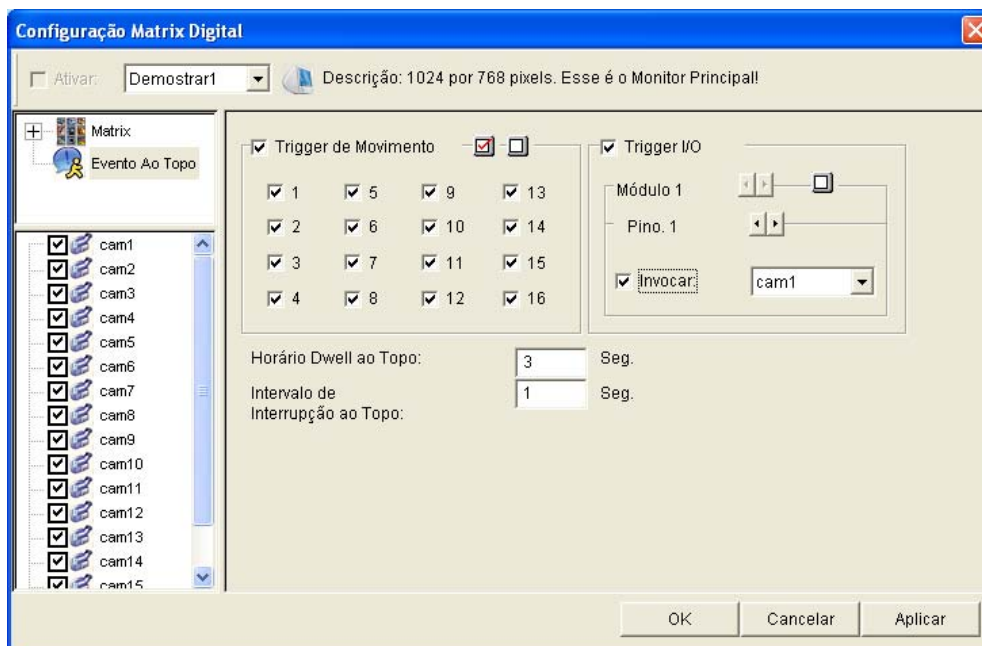 Configuração Matrix Digital
Ativar:
Demostrar1
Descrição: 1024 por 768 pixels. Esse é o Monitor Principal!
Matrix
Evento Ao Topo
cam1
cam2
cam3
cam4
cam5
cam6
cam7
cam8
cam9
cam10
cam11
cam12
cam13
cam14
cam15
Trigger de Movimento
1 5 9 13
2 6 10 14
3 7 11 15
4 8 12 16
Trigger I/O
Módulo 1
Pino. 1
Invocar:
cam1
Horário Dwell ao Topo: 3 Seg.
Intervalo de
Interrupção ao Topo: 1 Seg.
OK Cancelar Aplicar